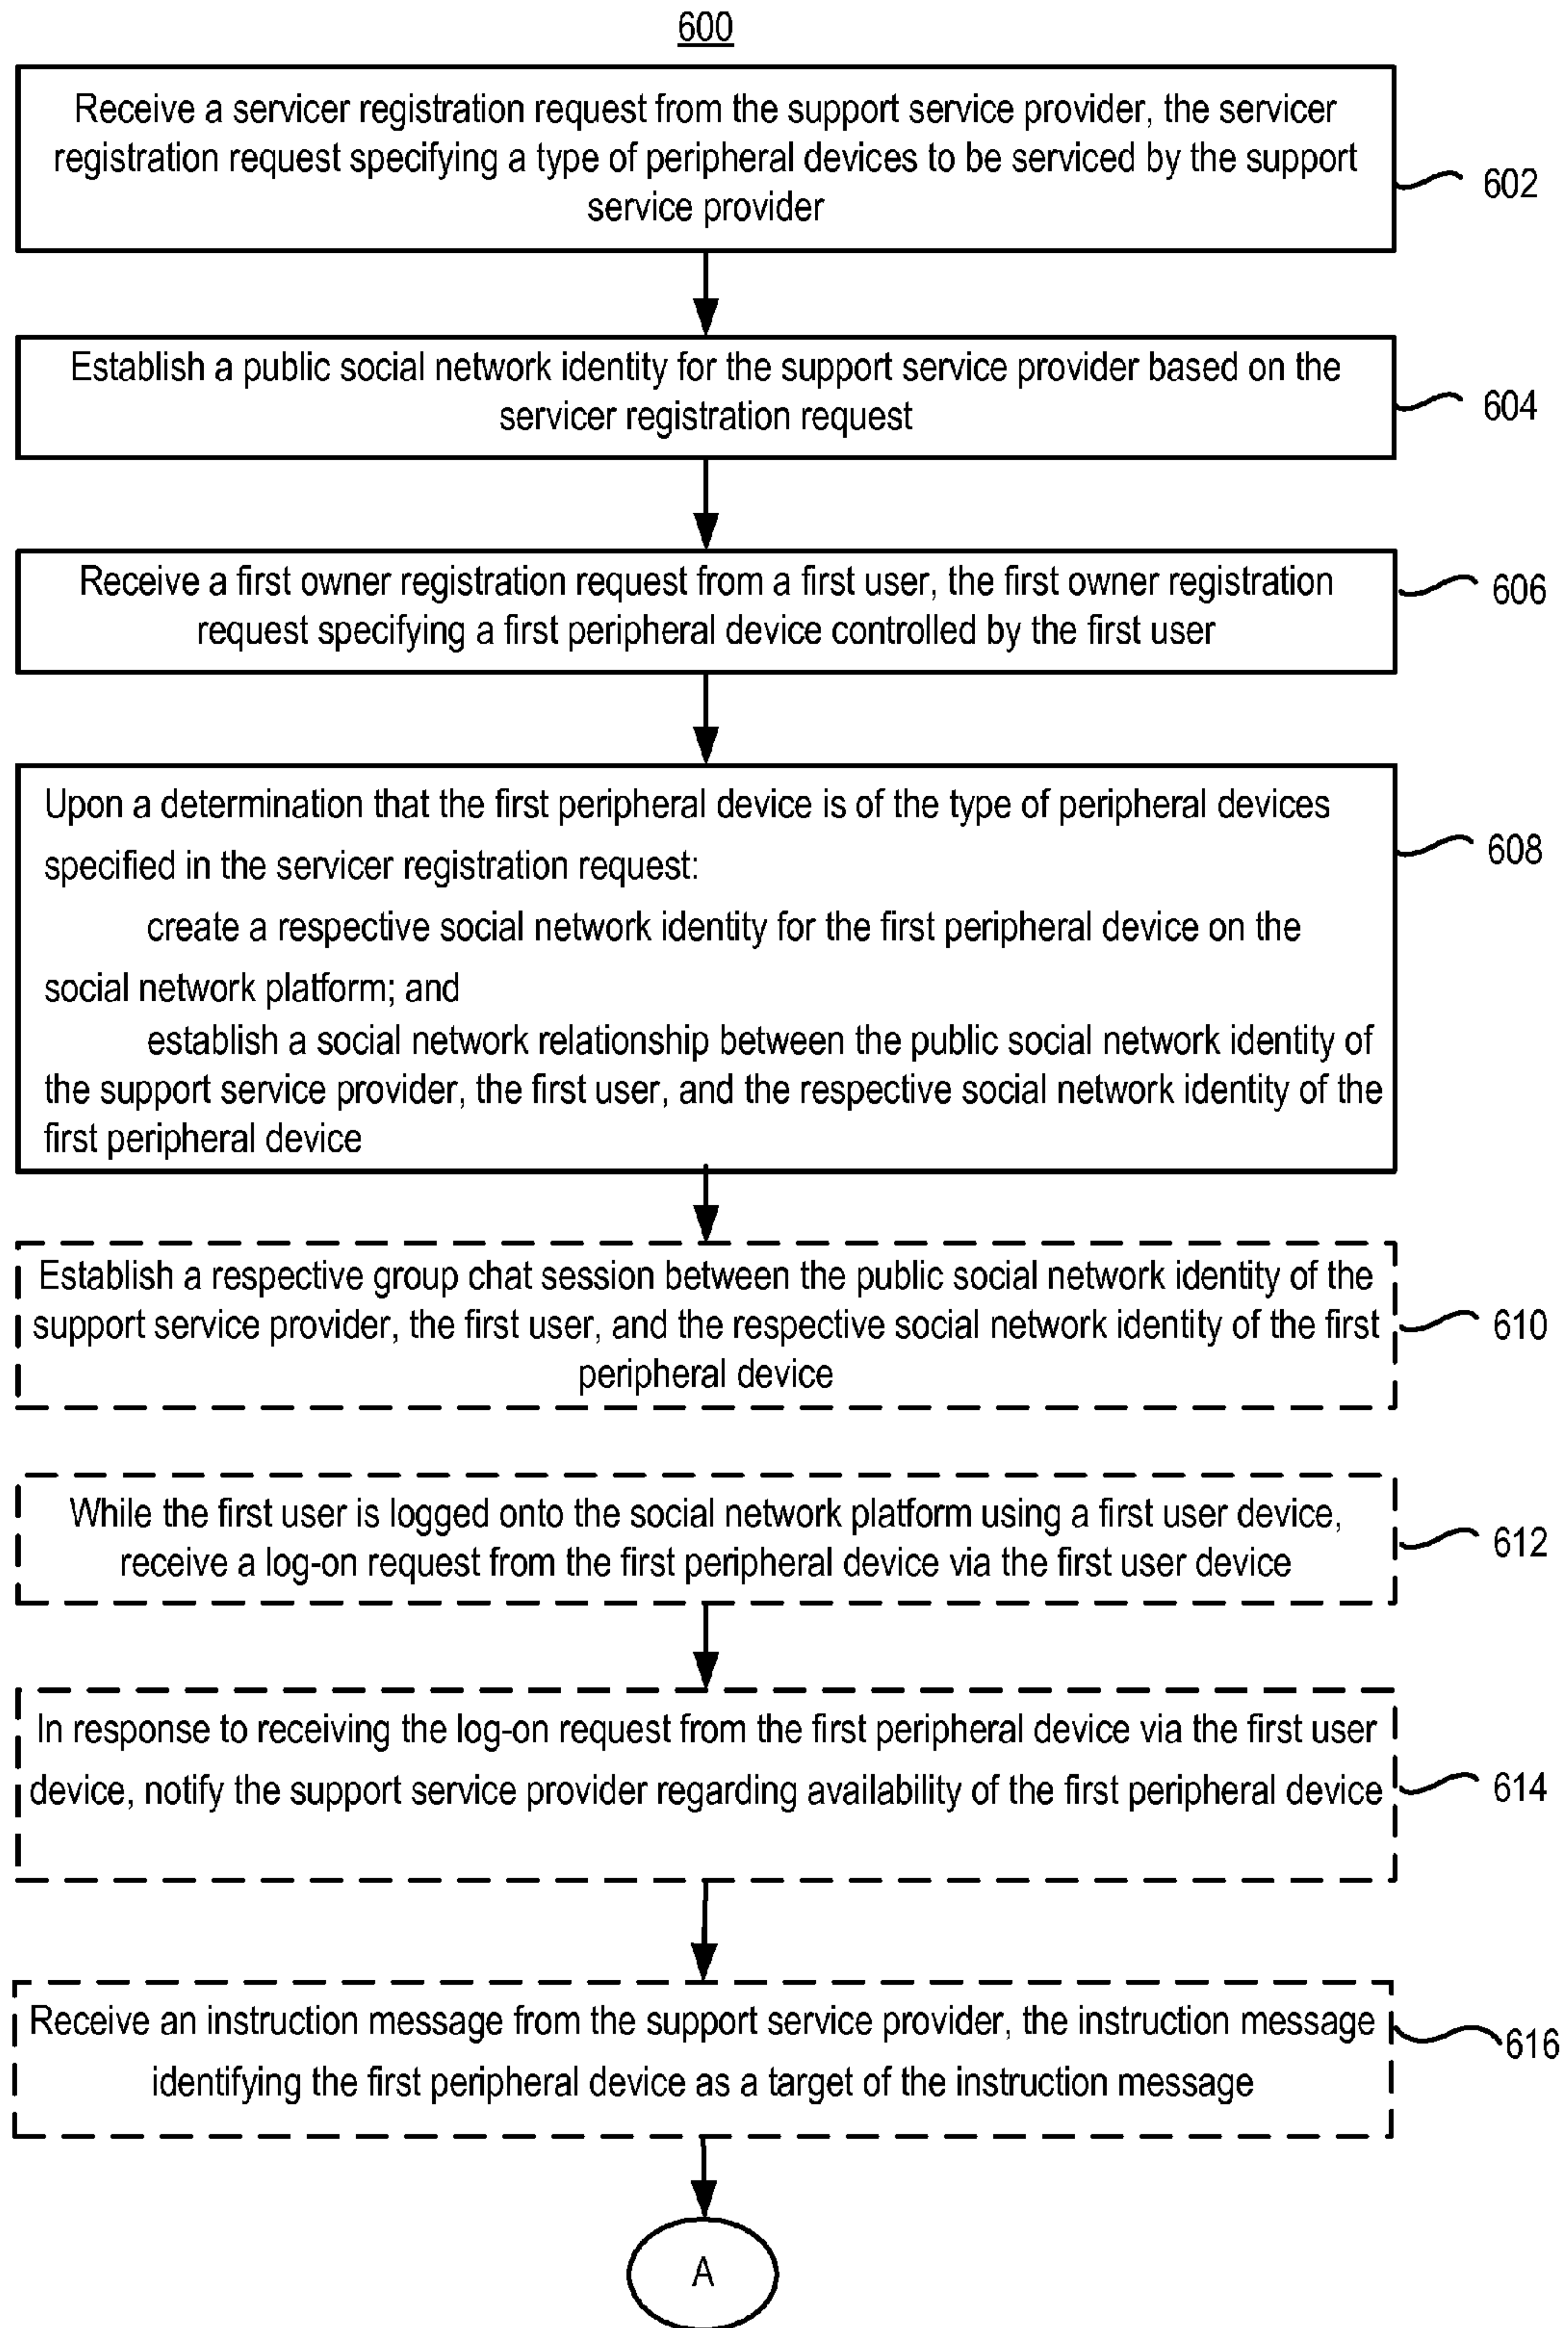 600
Receive a servicer registration request from the support service provider, the servicer
registration request specifying a type of peripheral devices to be serviced by the support
service provider
602
Establish a public social network identity for the support service provider based on the
servicer registration request
604
Receive a first owner registration request from a first user, the first owner registration
request specifying a first peripheral device controlled by the first user
606
Upon a determination that the first peripheral device is of the type of peripheral devices
specified in the servicer registration request:
create a respective social network identity for the first peripheral device on the
social network platform; and
establish a social network relationship between the public social network identity of
the support service provider, the first user, and the respective social network identity of the
first peripheral device
608
Establish a respective group chat session between the public social network identity of the
support service provider, the first user, and the respective social network identity of the first
peripheral device
610
While the first user is logged onto the social network platform using a first user device,
receive a log-on request from the first peripheral device via the first user device
612
In response to receiving the log-on request from the first peripheral device via the first user
device, notify the support service provider regarding availability of the first peripheral device
614
Receive an instruction message from the support service provider, the instruction message
identifying the first peripheral device as a target of the instruction message
616
A